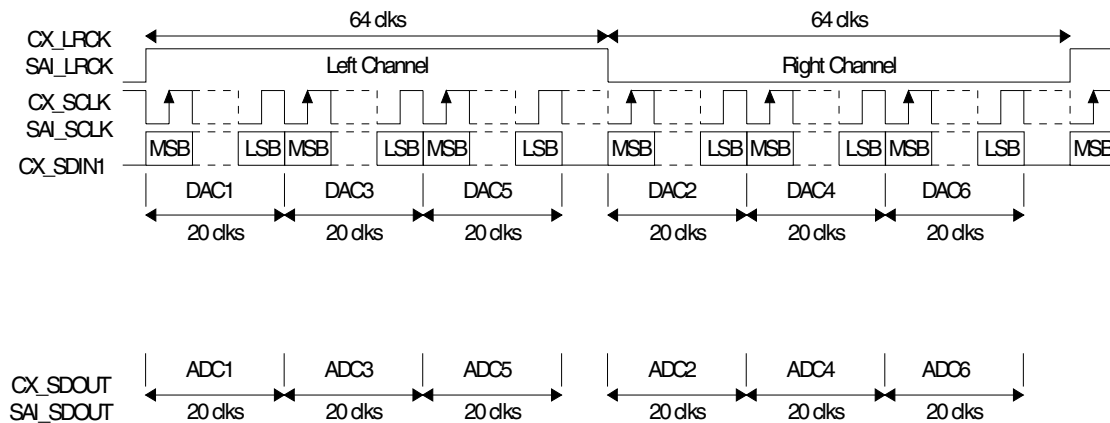 64 clks 64 clks
CX_LRCK
SAI_LRCK Left Channel Right Channel
CX_SCLK
SAI_SCLK
MSB LSB MSB LSB MSB LSB MSB LSB MSB LSB MSB LSB MSB
CX_SDIN1
DAC1 DAC3 DAC5 DAC2 DAC4 DAC6
20 clks 20 clks 20 clks 20 clks 20 clks 20 clks
ADC1 ADC3 ADC5 ADC2 ADC4 ADC6
CX_SDOUT
SAI_SDOUT 20 clks 20 clks 20 clks 20 clks 20 clks 20 clks